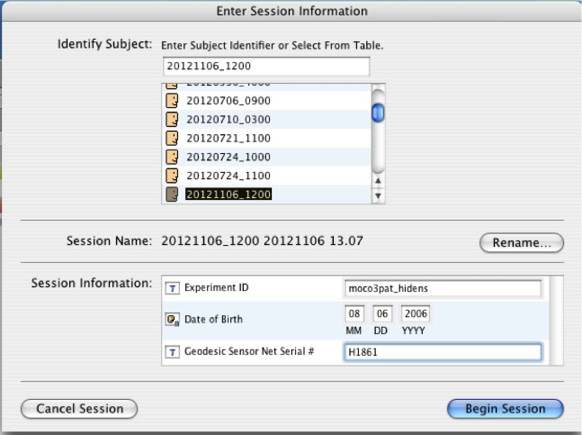 Enter Session Information
Identify Subject: Enter Subject Identifier or Select From Table.
20121106_1200
20120706_0900
20120710_0300
20120721_1100
20120724_1000
20120724_1100
20121106_1200
Session Name: 20121106_1200 20121106 13.07
Rename...
Session Information:
T Experiment ID moco3pat_hidens
Date of Birth 08 06 2006
MM DD YYYY
T Geodesic Sensor Net Serial # H1861
Cancel Session Begin Session